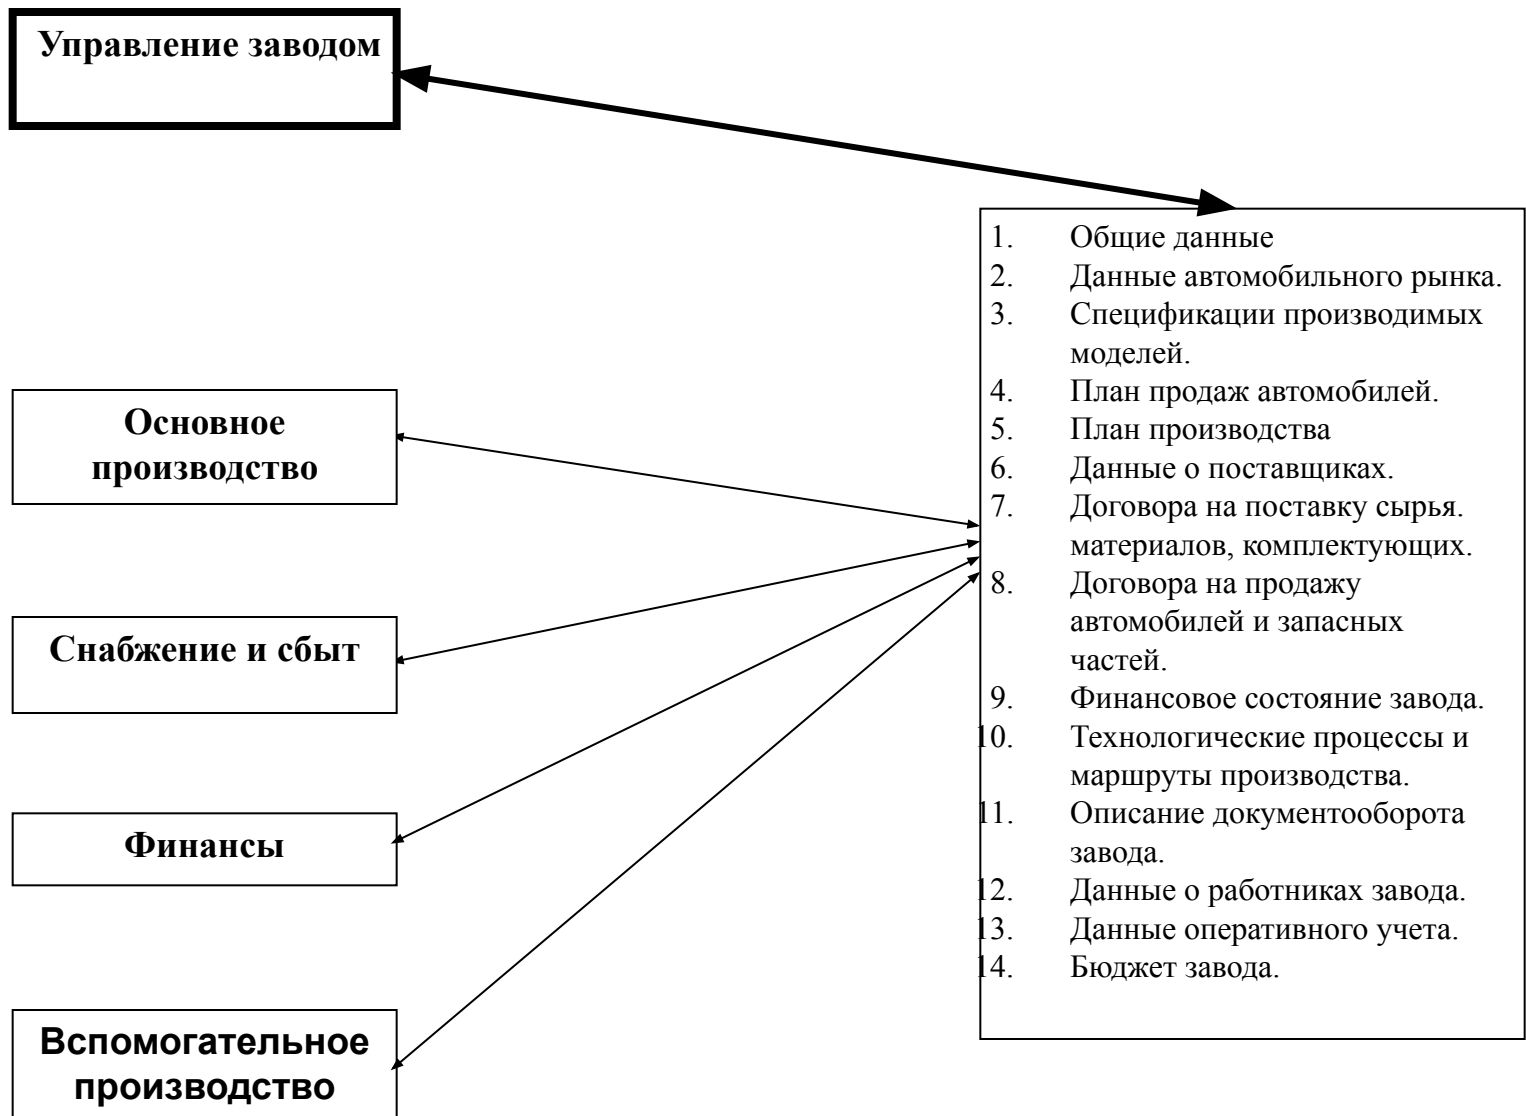 Управление заводом
Основное
производство
Снабжение и сбыт
Финансы
Вспомогательное
производство
1. Общие данные
2. Данные автомобильного рынка.
3. Спецификации производимых
моделей.
4. План продаж автомобилей.
5. План производства
6. Данные о поставщиках.
7. Договора на поставку сырья.
материалов, комплектующих.
8. Договора на продажу
автомобилей и запасных
частей.
9. Финансовое состояние завода.
10. Технологические процессы и
маршруты производства.
11. Описание документооборота
завода.
12. Данные о работниках завода.
13. Данные оперативного учета.
14. Бюджет завода.